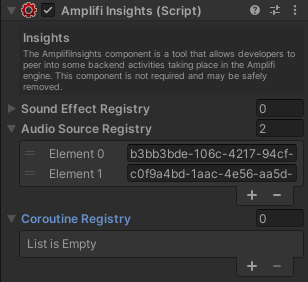 Amplifi Insights (Script)
Insights
The AmplifiInsights component is a tool that allows developers to
peer into some backend activities taking place in the Amplifi
engine. This component is not required and may be safely
removed.
Sound Effect Registry 0
Audio Source Registry 2
Element 0 b3bb3bde-106c-4217-94cf-
Element 1 c0f9a4bd-1aac-4e56-aa5d-
Coroutine Registry 0
List is Empty